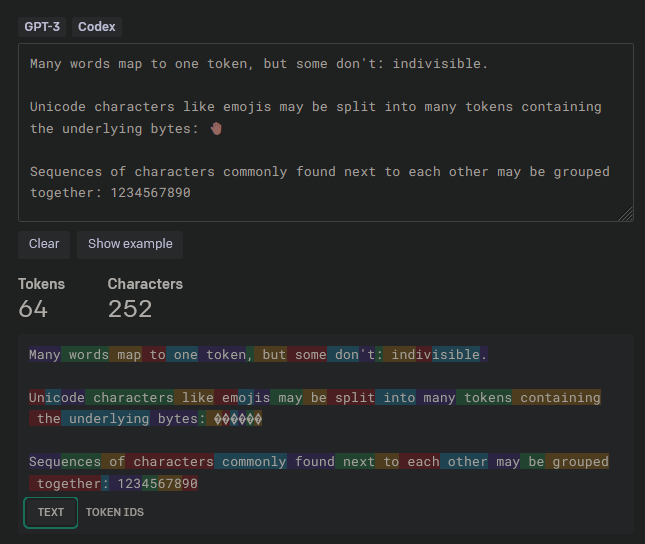 GPT-3 Codex
Many words map to one token, but some don't: indivisible.
Unicode characters like emojis may be split into many tokens containing
the underlying bytes: 🤚🏾
Sequences of characters commonly found next to each other may be grouped
together: 1234567890
Clear Show example
Tokens Characters
64 252
Many words map to one token, but some don't: indivisible.
Unicode characters like emojis may be split into many tokens containing
the underlying bytes: ������
Sequences of characters commonly found next to each other may be grouped
together: 1234567890
TEXT TOKEN IDS